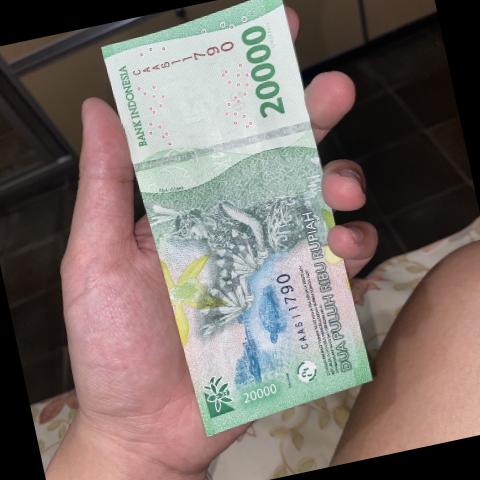 BANK INDONESIA
CAA511790
20000
CAA511790
DUA PULUH RIBU RUPIAH
20000